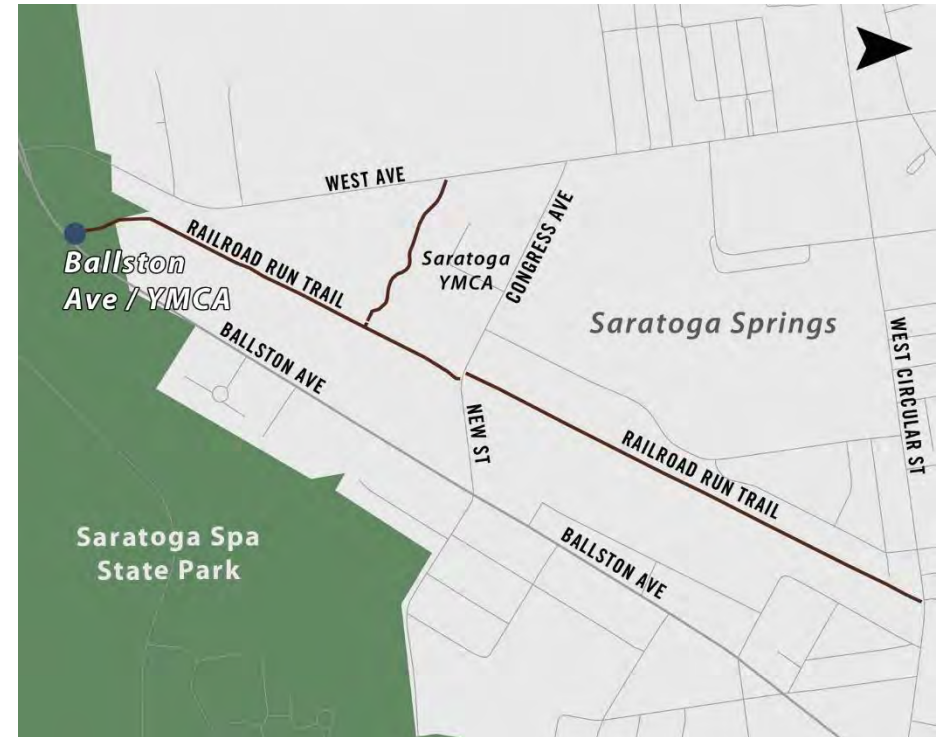 WEST AVE
RAILROAD RUN TRAIL
Saratoga
YMCA
CONGRESS AVE
Ballston
Ave / YMCA
Saratoga Springs
WEST CIRCULAR ST
BALLSTON AVE
NEW ST
RAILROAD RUN TRAIL
Saratoga Spa
State Park
BALLSTON AVE